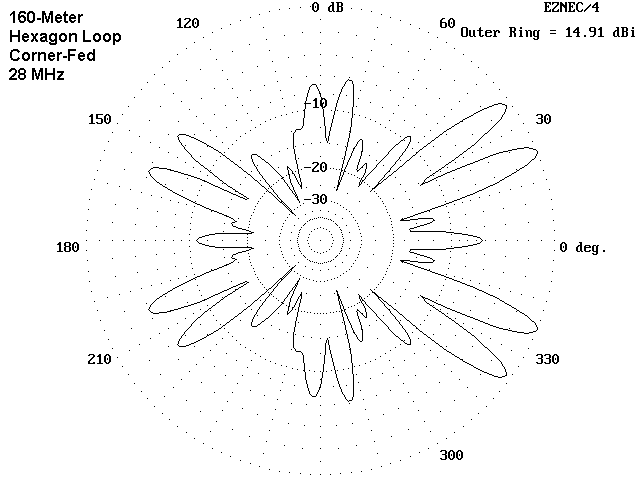 160-Meter
Hexagon Loop
Corner-Fed
28 MHz
0 dB
EZNEC/4
Outer Ring = 14.91 dBi
120
60
-10
150
30
-20
-30
180
0 deg.
210
330
300